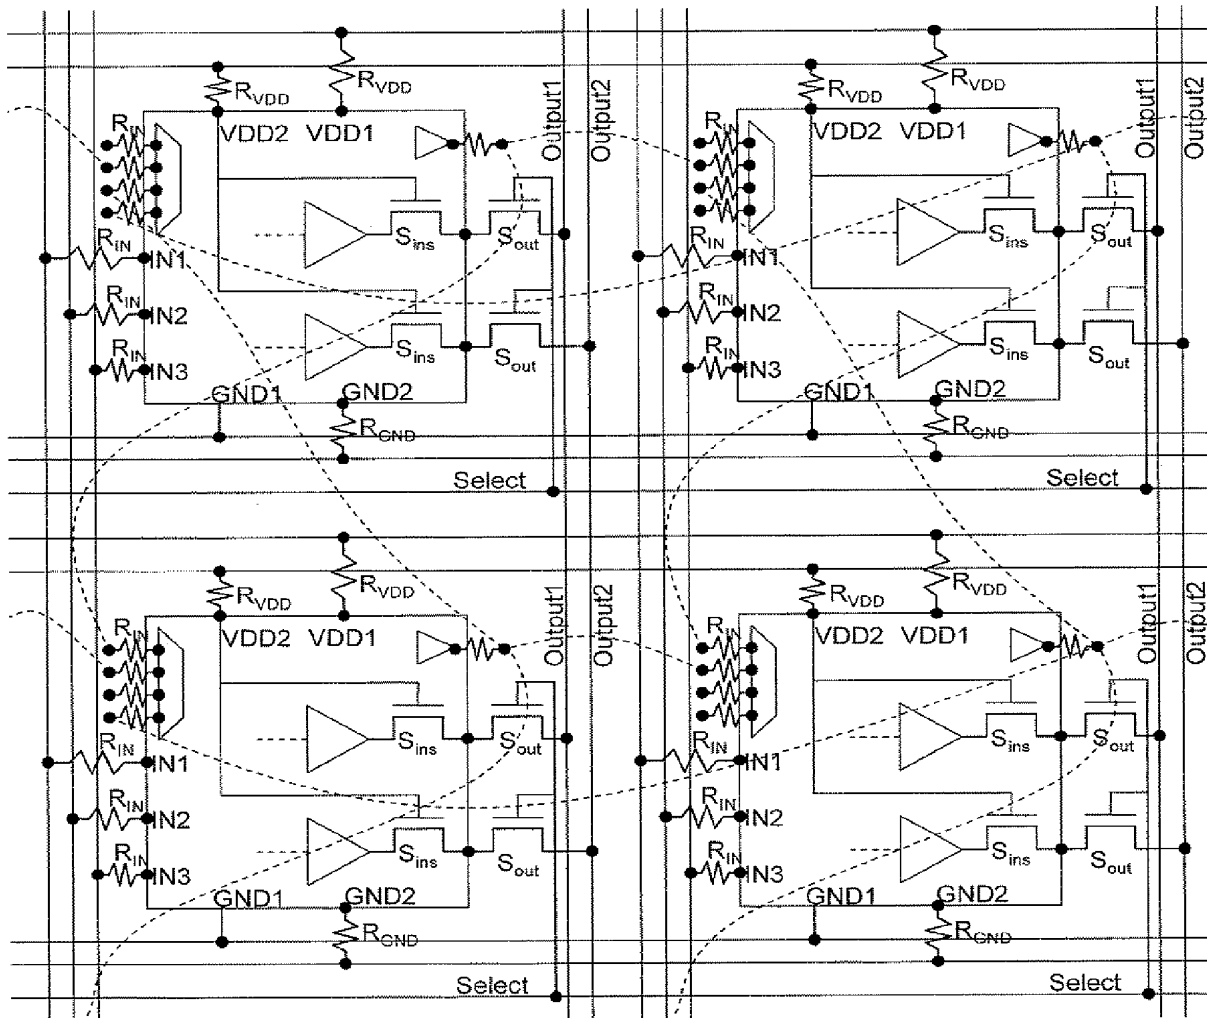 RVDD RVDD Output1 Output2 RVDD RVDD Output1 Output2
RIN VDD2 VDD1 RIN VDD2 VDD1
RIN Sins Sout RIN Sins Sout
IN1 IN1
RIN IN2 RIN IN2
RIN IN3 Sins Sout RIN IN3 Sins Sout
GND1 GND2 GND1 GND2
RGND RGND
Select Select
RVDD RVDD Output1 Output2 RVDD RVDD Output1 Output2
RIN VDD2 VDD1 RIN VDD2 VDD1
RIN Sins Sout RIN Sins Sout
IN1 IN1
RIN IN2 RIN IN2
RIN IN3 Sins Sout RIN IN3 Sins Sout
GND1 GND2 GND1 GND2
RGND RGND
Select Select